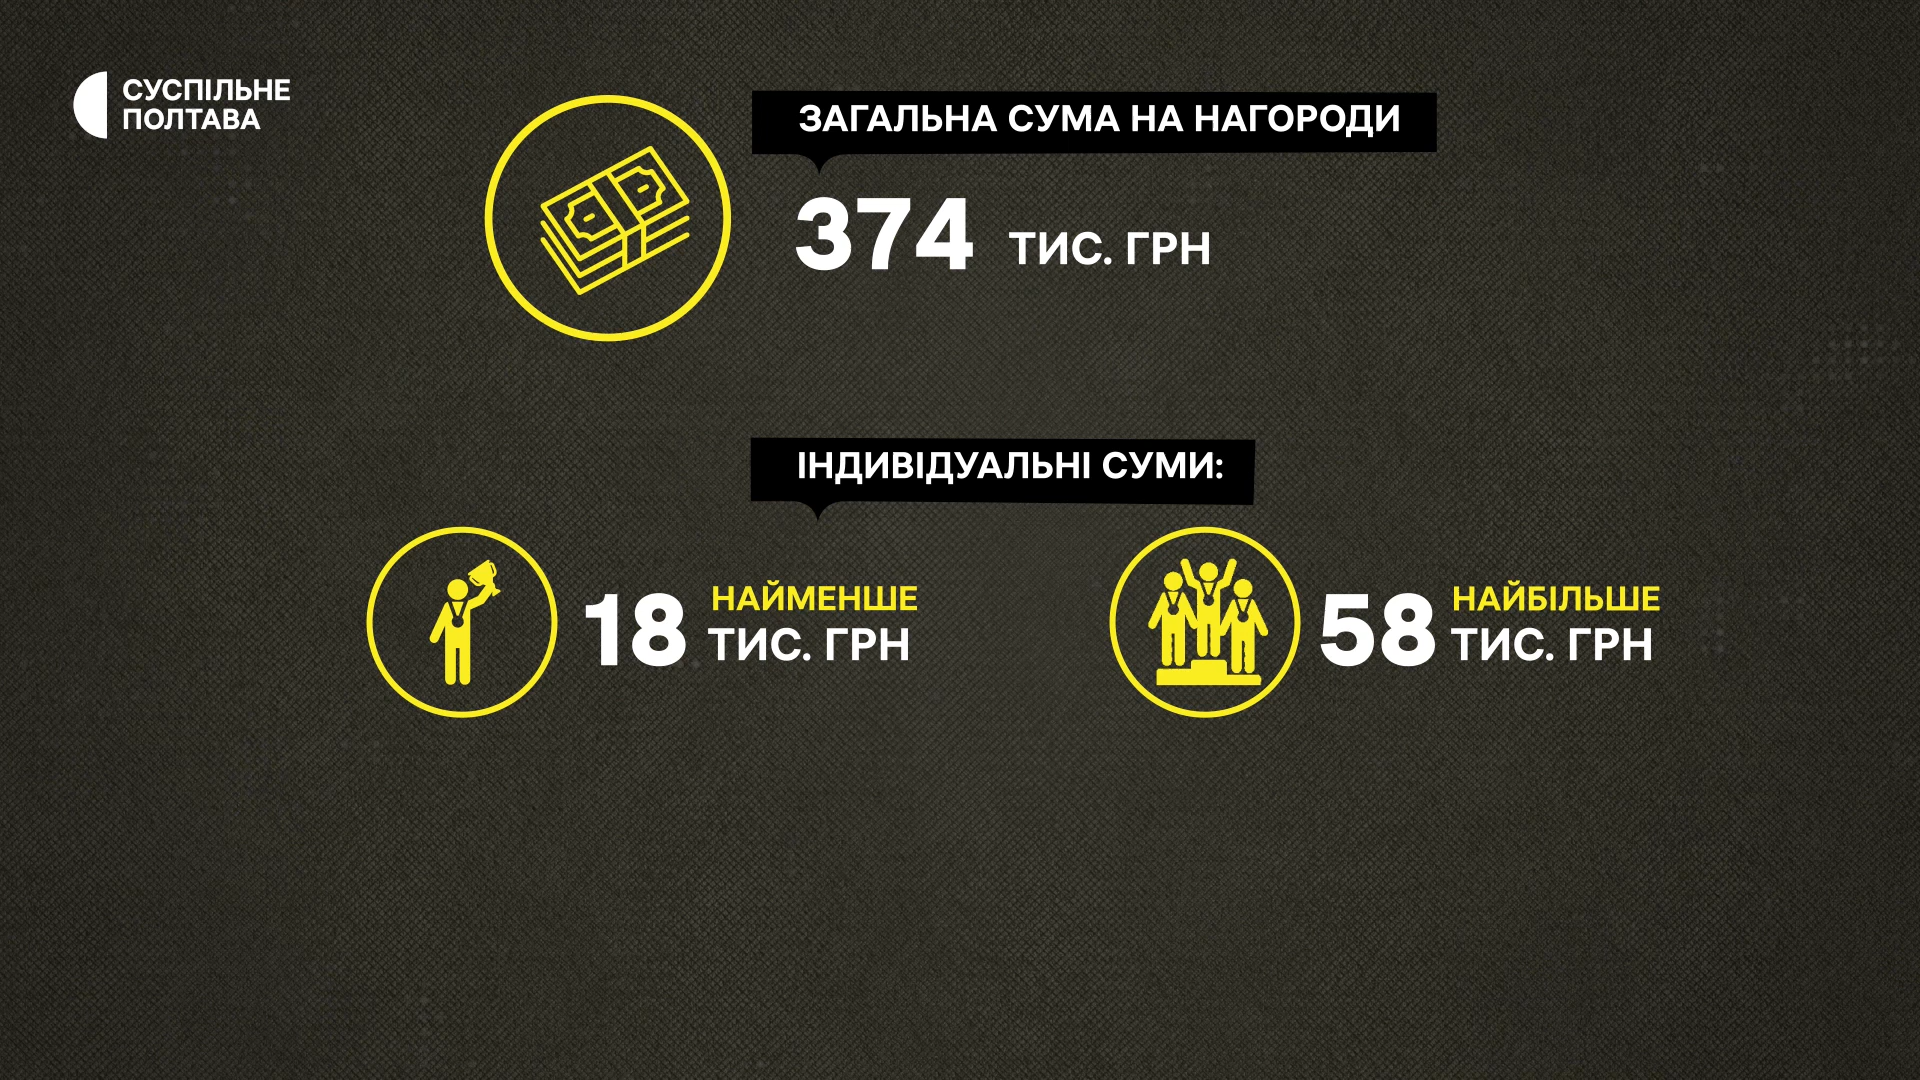 СУСПІЛЬНЕ
ПОЛТАВА
ЗАГАЛЬНА СУМА НА НАГОРОДИ
374 ТИС. ГРН
ІНДИВІДУАЛЬНІ СУМИ:
18 НАЙМЕНШЕ
ТИС. ГРН
58 НАЙБІЛЬШЕ
ТИС. ГРН